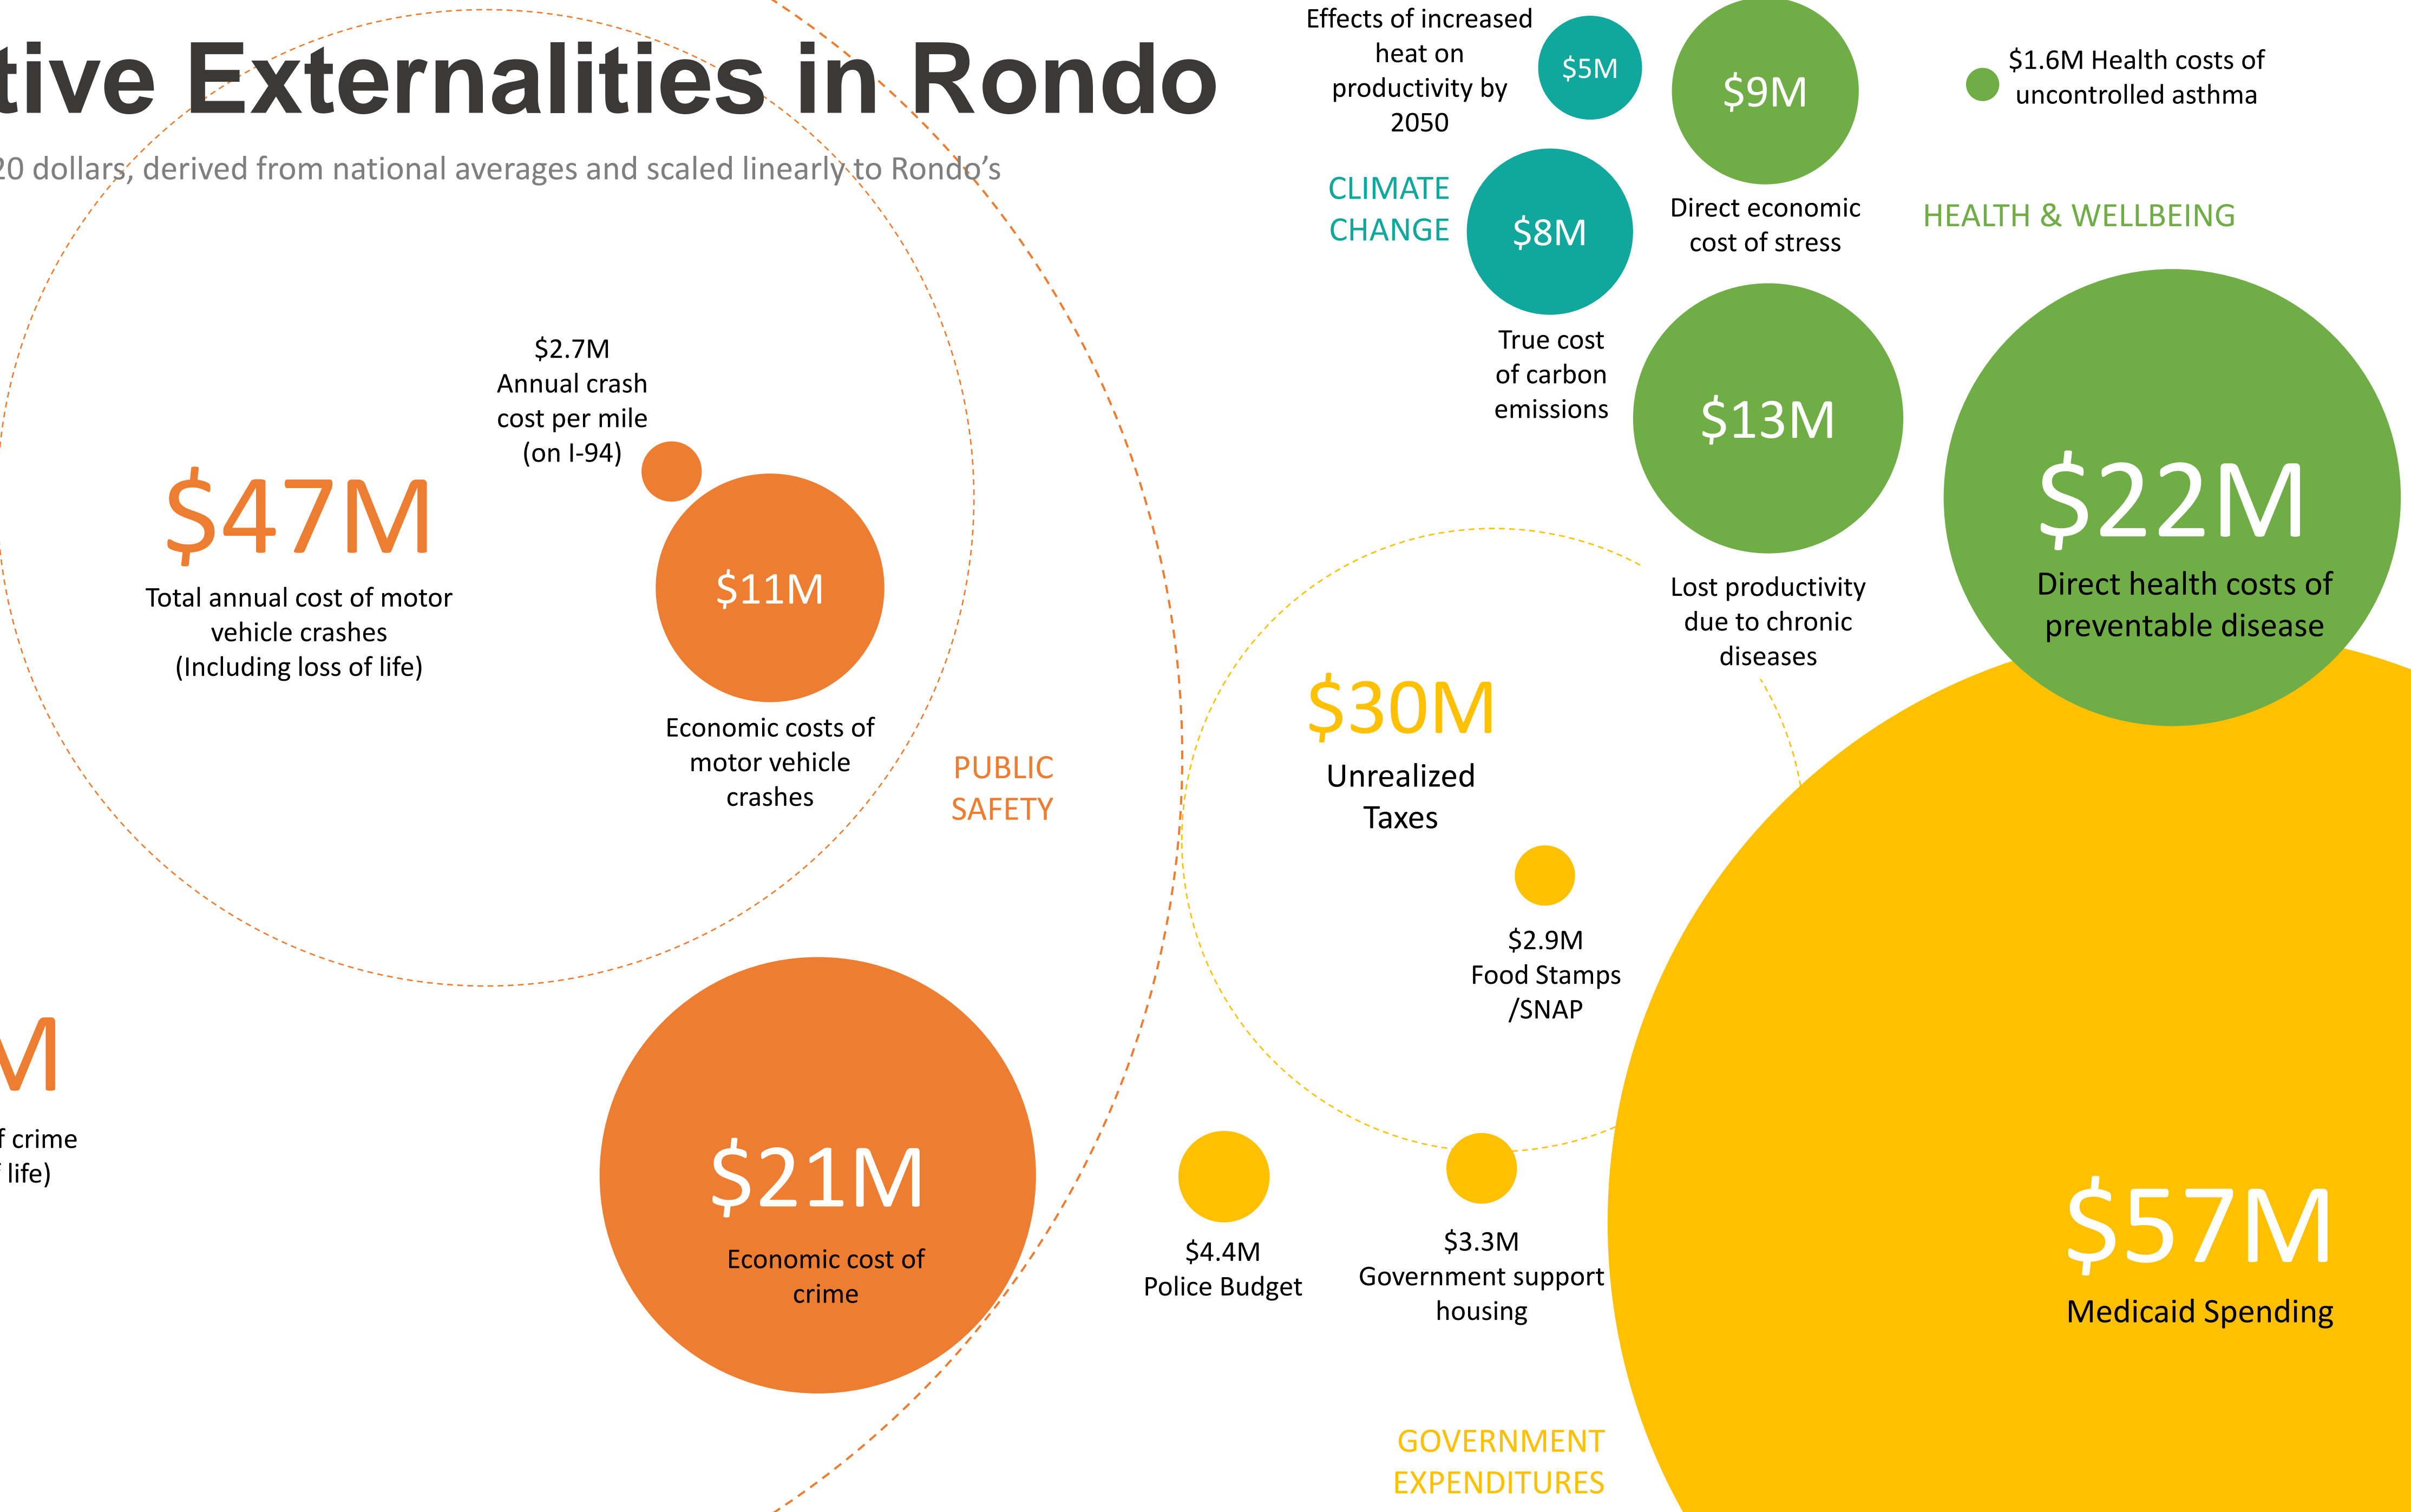 tive Externalities in Rondo
20 dollars, derived from national averages and scaled linearly to Rondo's
Effects of increased
heat on
productivity by
2050
$5M
$9M
$1.6M Health costs of
uncontrolled asthma
CLIMATE
CHANGE
$8M
Direct economic
cost of stress
HEALTH & WELLBEING
True cost
of carbon
emissions
$13M
Lost productivity
due to chronic
diseases
$22M
Direct health costs of
preventable disease
$2.7M
Annual crash
cost per mile
(on I-94)
$47M
Total annual cost of motor
vehicle crashes
(Including loss of life)
$11M
Economic costs of
motor vehicle
crashes
PUBLIC
SAFETY
$30M
Unrealized
Taxes
$2.9M
Food Stamps
/SNAP
M
f crime
life)
$21M
Economic cost of
crime
$4.4M
Police Budget
$3.3M
Government support
housing
$57M
Medicaid Spending
GOVERNMENT
EXPENDITURES